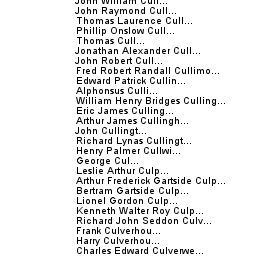 John William Cull...
John Raymond Cull...
Thomas Laurence Cull...
Phillip Onslow Cull...
Thomas Cull...
Jonathan Alexander Cull...
John Robert Cull...
Fred Robert Randall Cullimo...
Edward Patrick Cullin...
Alphonsus Culli...
William Henry Bridges Culling...
Eric James Culling...
Arthur James Cullingh...
John Cullingt...
Richard Lynas Cullingt...
Henry Palmer Cullwi...
George Cul...
Leslie Arthur Culp...
Arthur Frederick Gartside Culp...
Bertram Gartside Culp...
Lionel Gordon Culp...
Kenneth Walter Roy Culp...
Richard John Seddon Culv...
Frank Culverhou...
Harry Culverhou...
Charles Edward Culverwe...